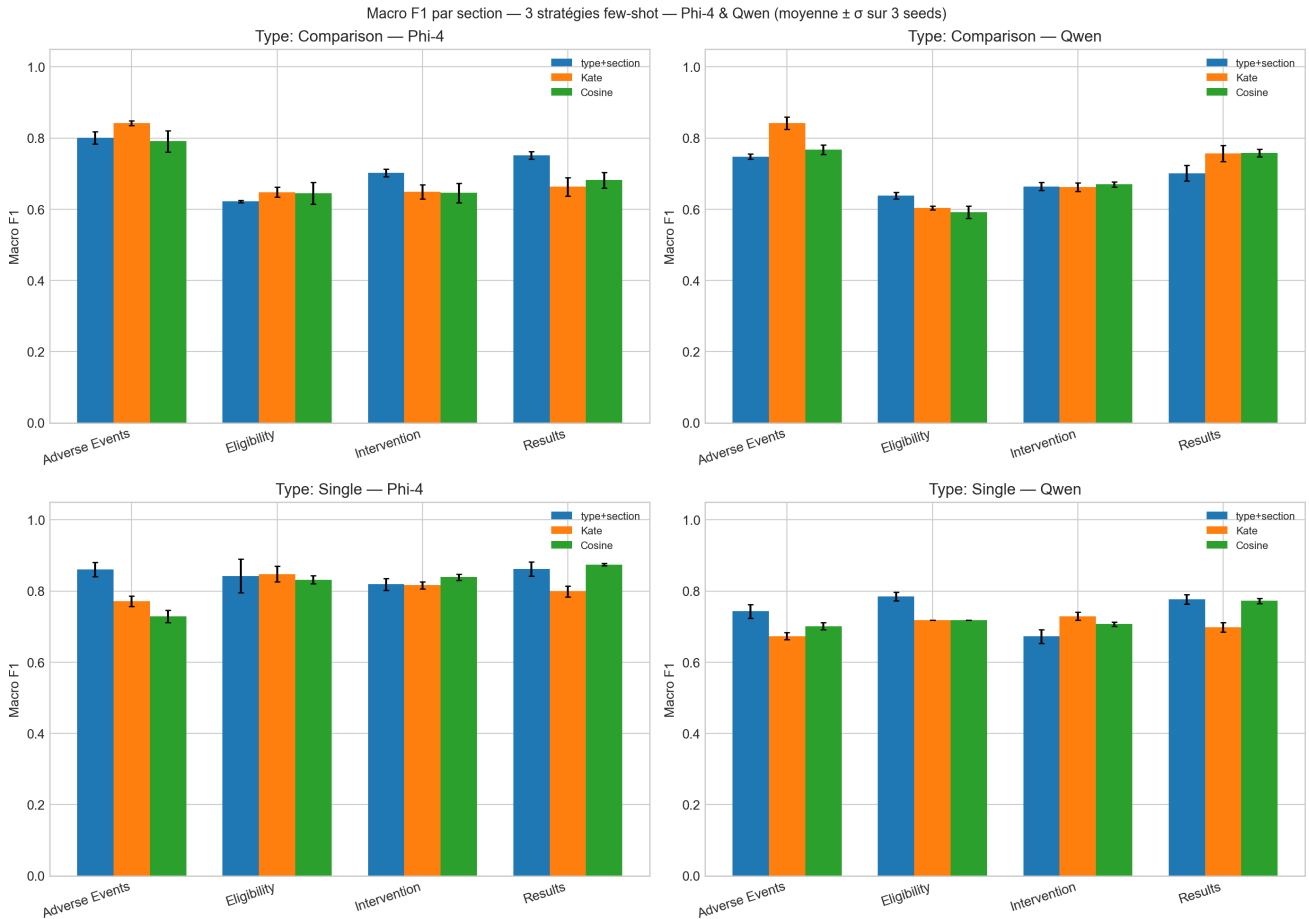 Macro F1 par section — 3 stratégies few-shot — Phi-4 & Qwen (moyenne ± σ sur 3 seeds)
Type: Comparison — Phi-4
Macro F1
1.0
0.8
0.6
0.4
0.2
0.0
type+section
Kate
Cosine
Adverse Events
Eligibility
Intervention
Results
Type: Comparison — Qwen
Macro F1
1.0
0.8
0.6
0.4
0.2
0.0
type+section
Kate
Cosine
Adverse Events
Eligibility
Intervention
Results
Type: Single — Phi-4
Macro F1
1.0
0.8
0.6
0.4
0.2
0.0
type+section
Kate
Cosine
Adverse Events
Eligibility
Intervention
Results
Type: Single — Qwen
Macro F1
1.0
0.8
0.6
0.4
0.2
0.0
type+section
Kate
Cosine
Adverse Events
Eligibility
Intervention
Results